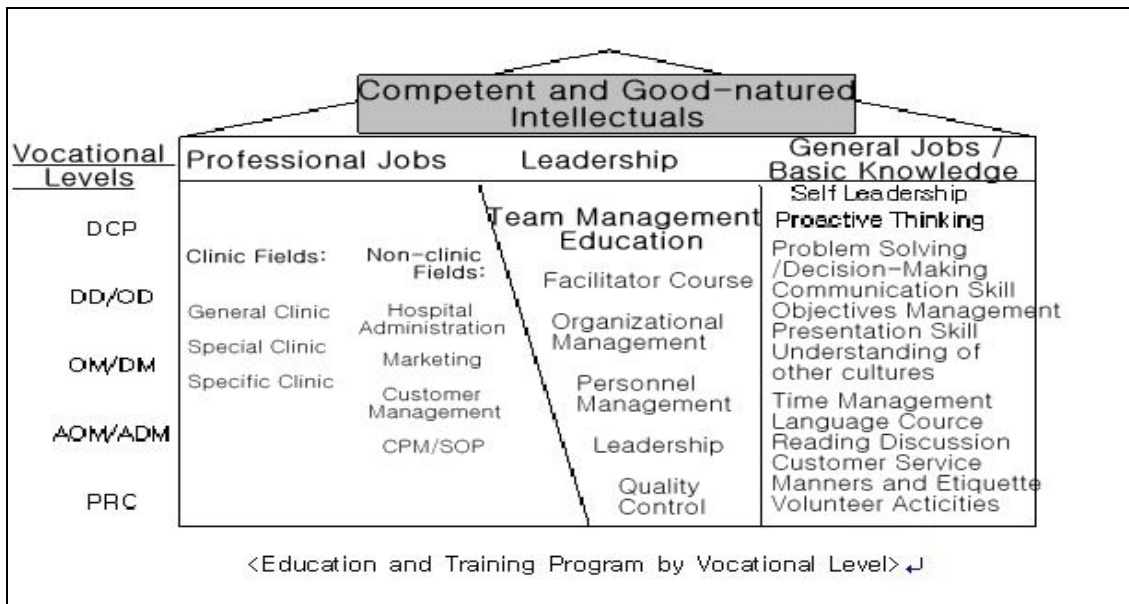 Competent and Good-natured
Intellectuals
Vocational
Levels
Professional Jobs
Leadership
General Jobs /
Basic Knowledge
DCP
DD/OD
OM/DM
AOM/ADM
PRC
Clinic Fields:
General Clinic
Special Clinic
Specific Clinic
Non-clinic
Fields:
Hospital
Administration
Marketing
Customer
Management
CPM/SOP
Team Management
Education
Facilitator Course
Organizational
Management
Personnel
Management
Leadership
Quality
Control
Self Leadership
Proactive Thinking
Problem Solving
/Decision-Making
Communication Skill
Objectives Management
Presentation Skill
Understanding of
other cultures
Time Management
Language Cource
Reading Discussion
Customer Service
Manners and Etiquette
Volunteer Acticities
<Education and Training Program by Vocational Level>